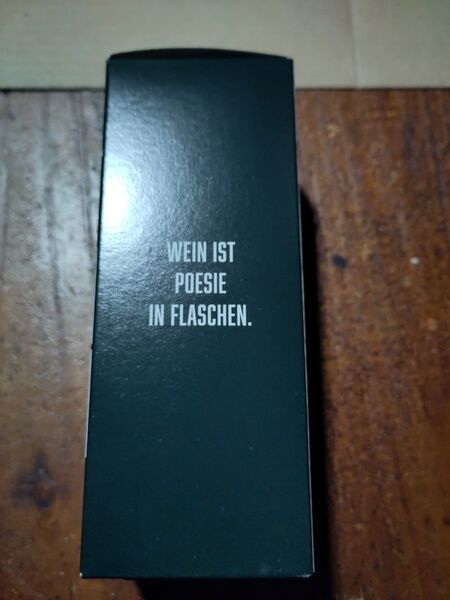 WEIN IST
POESIE
IN FLASCHEN.